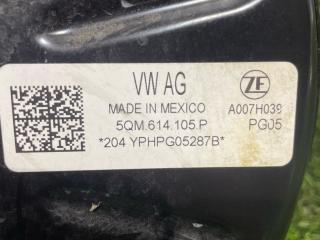 VW AG
ZF
MADE IN MEXICO
A007H039
5QM.614.105.P
PG05
*204 YPHPG05287B*